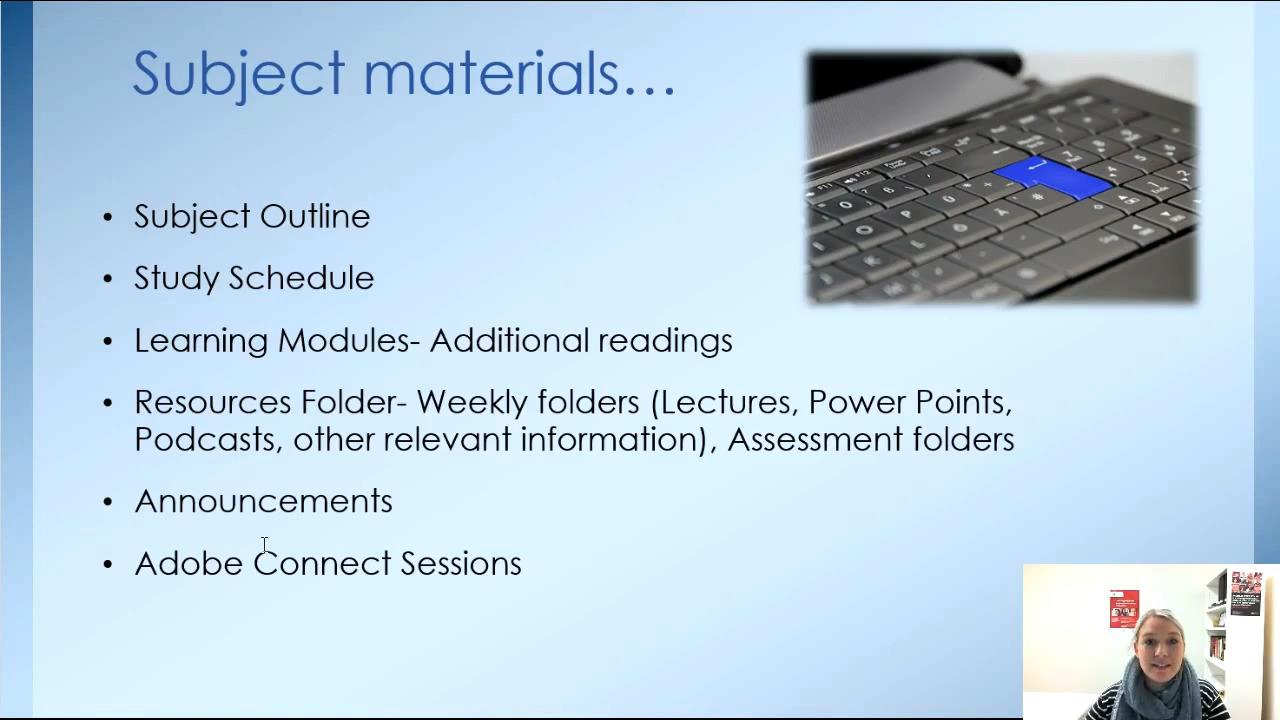 Subject materials…
• Subject Outline
• Study Schedule
• Learning Modules- Additional readings
• Resources Folder- Weekly folders (Lectures, Power Points,
Podcasts, other relevant information), Assessment folders
• Announcements
• Adobe Connect Sessions